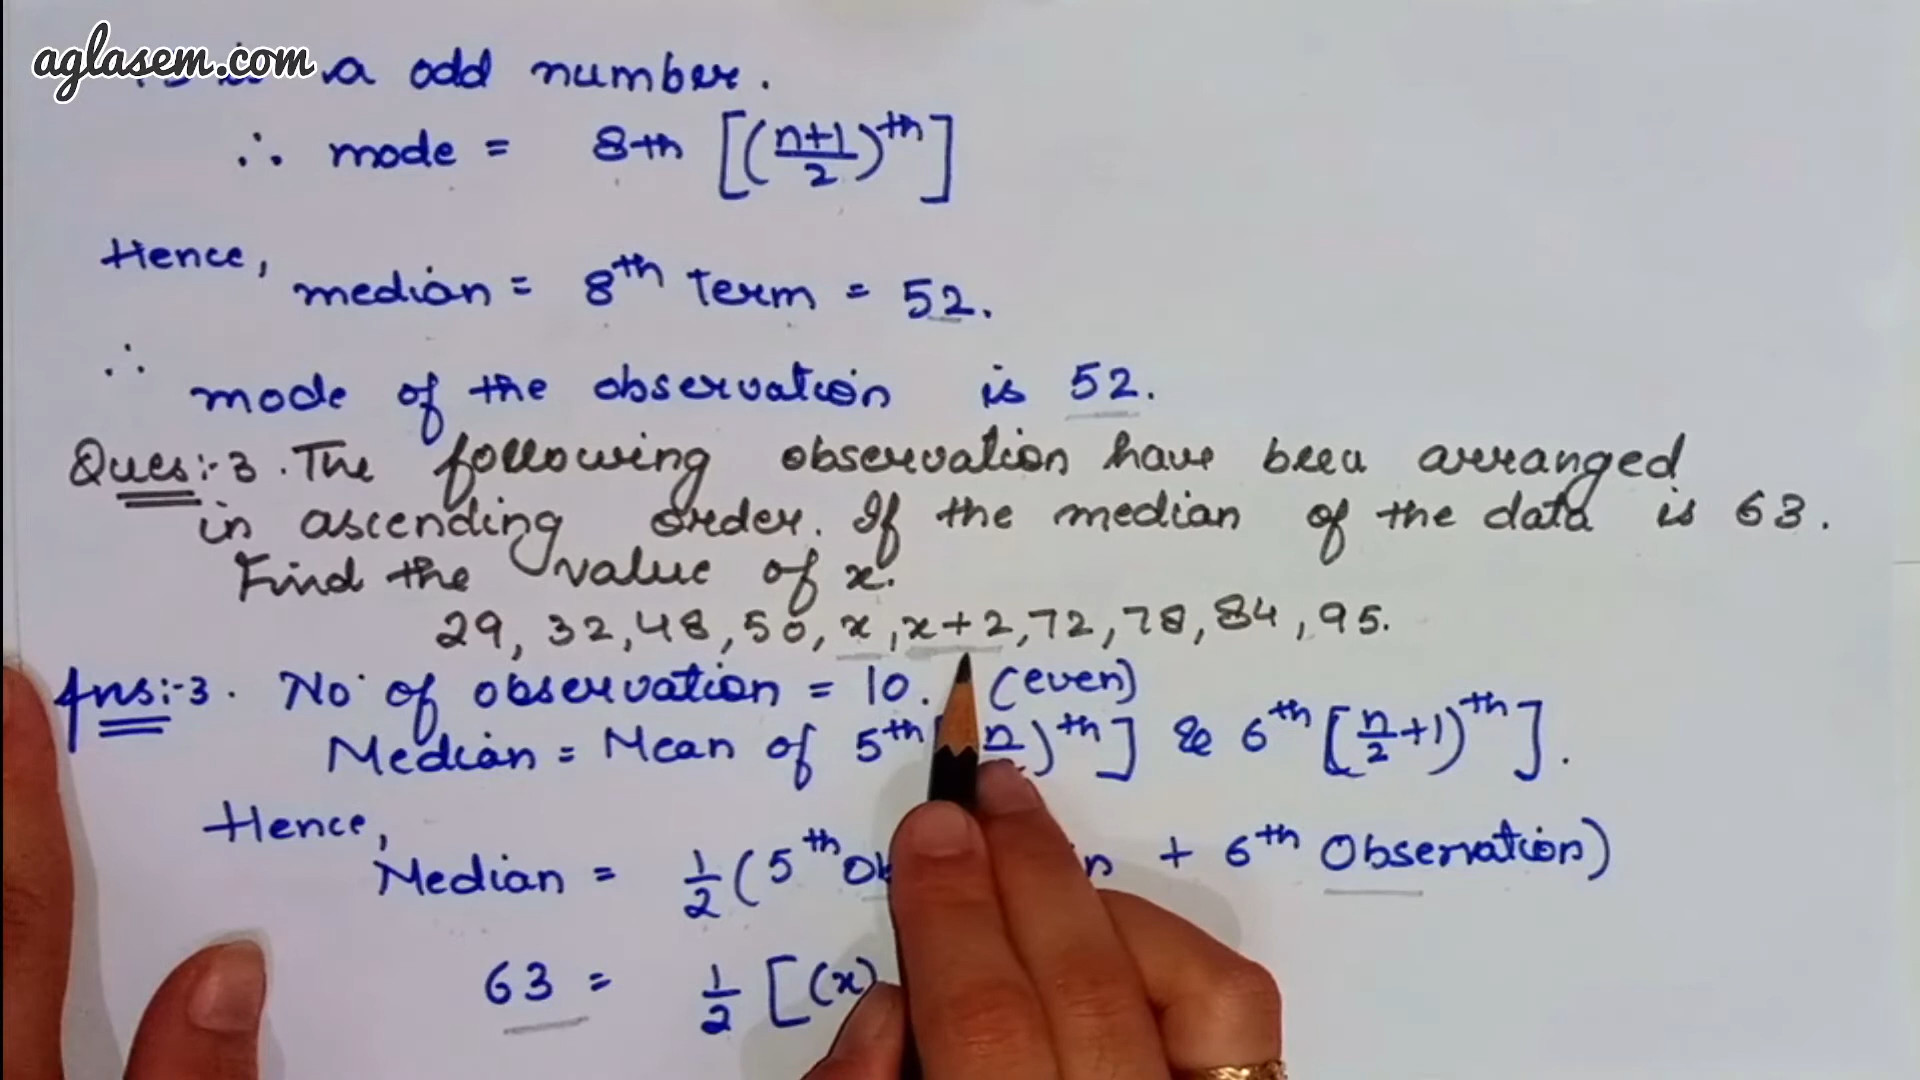 aglasem.com
a odd number.
∴ mode = 8th [(n+1/2)th]
Hence,
median = 8th Term = 52.
∴ mode of the observation is 52.
Ques:-3. The following observation have been arranged
in ascending order. If the median of the data is 63.
Find the value of x.
29, 32, 48, 50, x, x+2, 72, 78, 84, 95.
Ans:-3. No. of observation = 10. (even)
Median = Mean of 5th n th] & 6th [n/2+1)th].
Hence,
Median = 1/2 (5th + 6th Observation)
63 = 1/2 [(x)